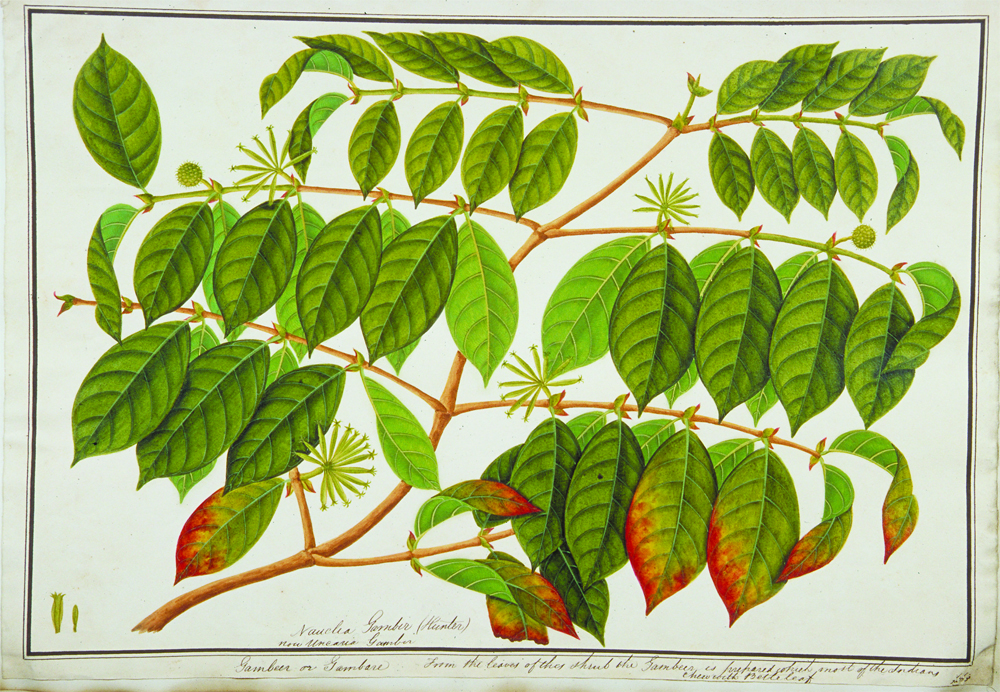 Nauclea Gambir (Hunter)
now Uncaria Gambir
Gambeer or Gambare From the leaves of this shrub the Gambeer is prepared which most of the Indians
chew with Betle leaf